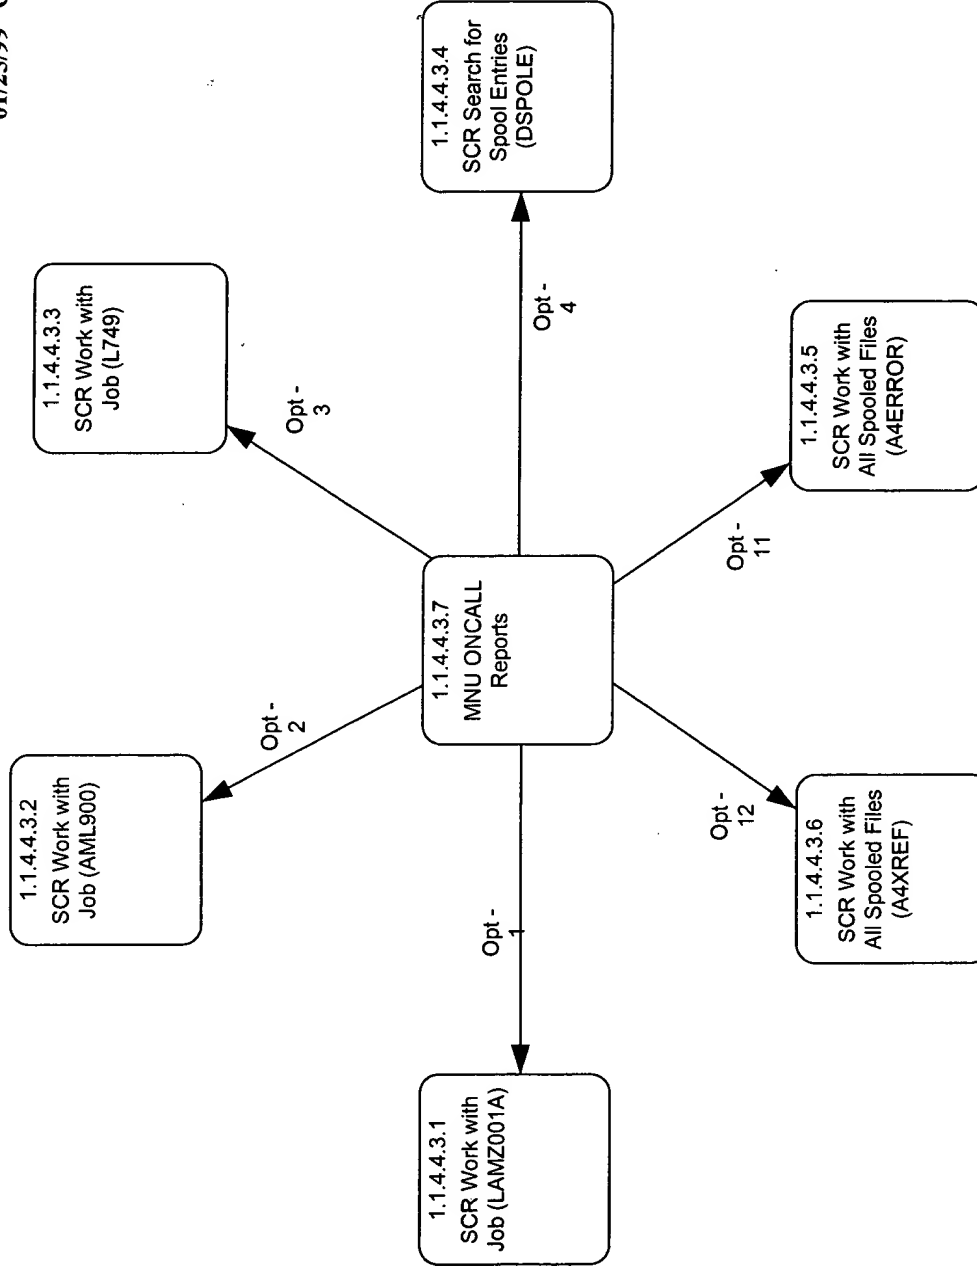 1.1.4.4.3.2
SCR Work with
Job (AML900)
1.1.4.4.3.3
SCR Work with
Job (L749)
Opt -
2
Opt -
3
1.1.4.4.3.1
SCR Work with
Job (LAMZ001A)
Opt -
1
1.1.4.4.3.7
MNU ONCALL
Reports
Opt -
4
1.1.4.4.3.4
SCR Search for
Spool Entries
(DSPOLE)
Opt -
12
Opt -
11
1.1.4.4.3.6
SCR Work with
All Spooled Files
(A4XREF)
1.1.4.4.3.5
SCR Work with
All Spooled Files
(A4ERROR)